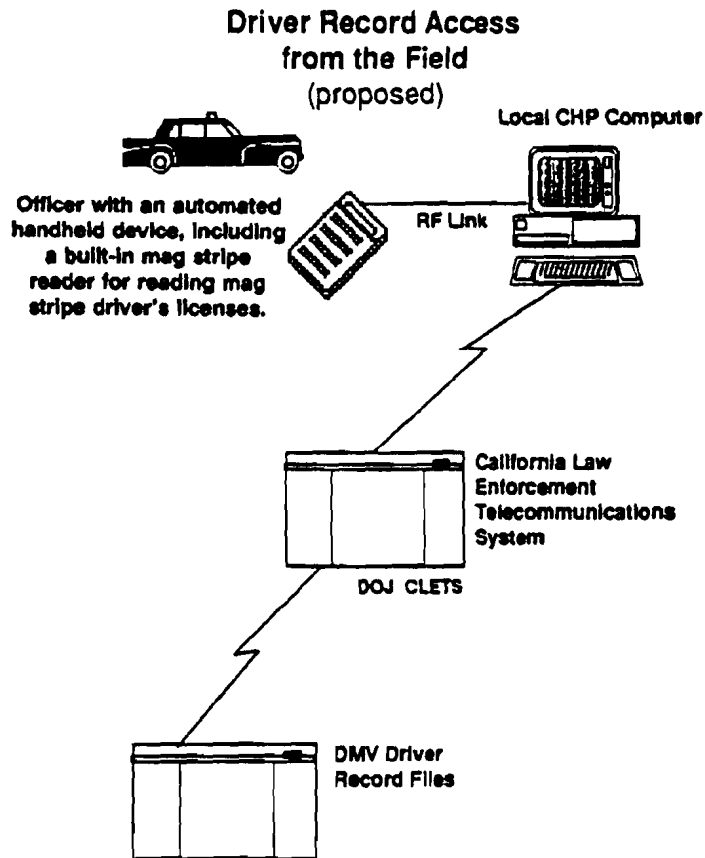 Driver Record Access
from the Field
(proposed)
Local CHP Computer
Officer with an automated
handheld device, including
a built-in mag stripe
reader for reading mag
stripe driver's licenses.
RF Link
California Law
Enforcement
Telecommunications
System
DOJ CLETS
DMV Driver
Record Files